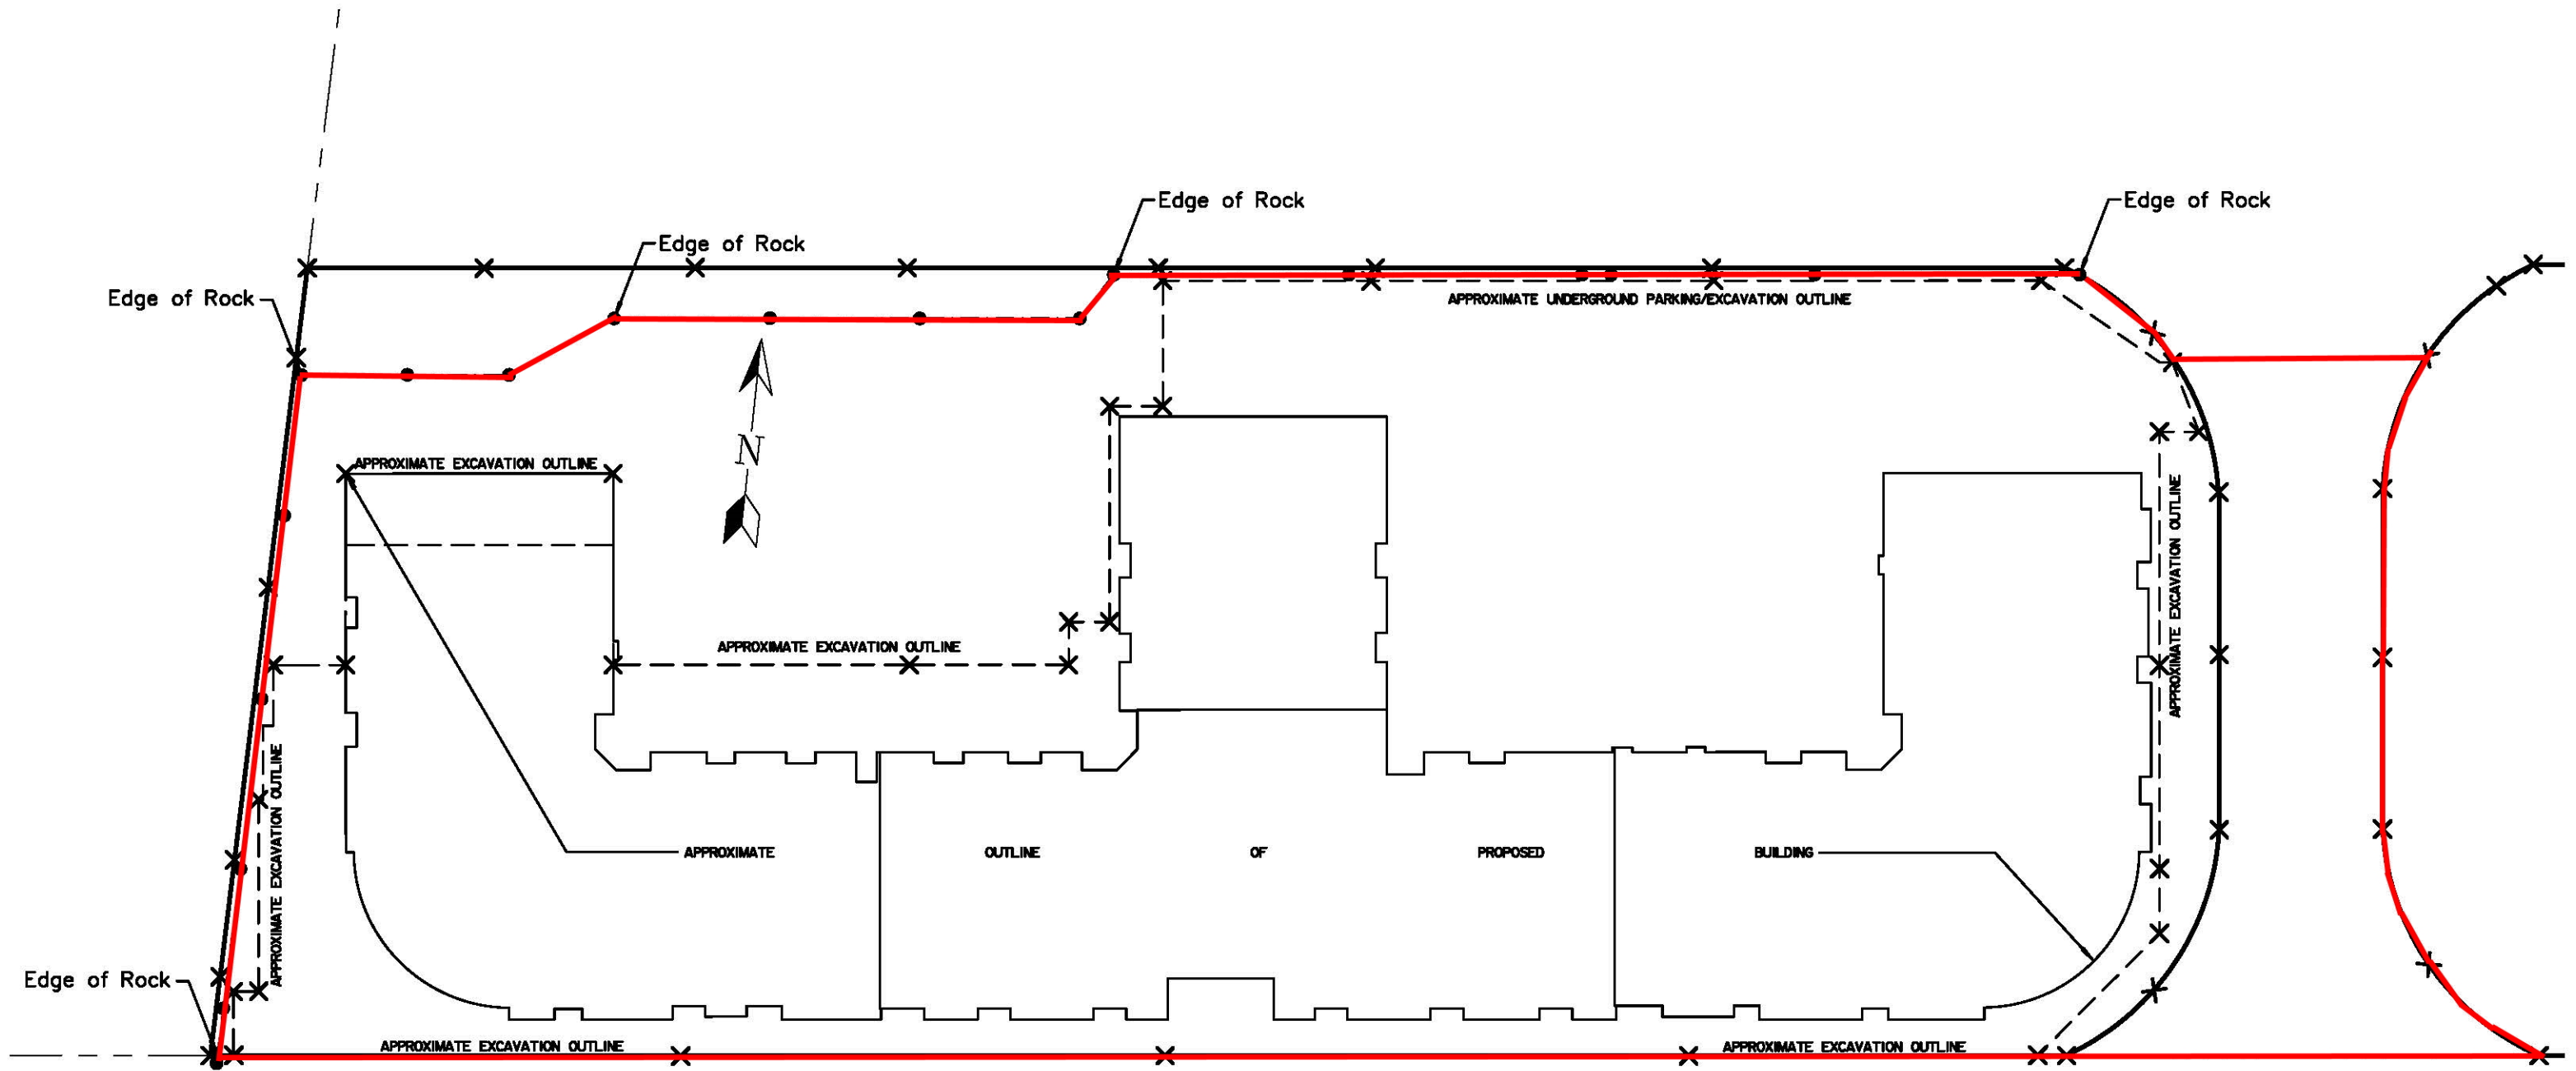 Edge of Rock
Edge of Rock
Edge of Rock
Edge of Rock
APPROXIMATE UNDERGROUND PARKING/EXCAVATION OUTLINE
N
APPROXIMATE EXCAVATION OUTLINE
APPROXIMATE EXCAVATION OUTLINE
APPROXIMATE EXCAVATION OUTLINE
APPROXIMATE EXCAVATION OUTLINE
APPROXIMATE OUTLINE OF PROPOSED BUILDING
Edge of Rock
APPROXIMATE EXCAVATION OUTLINE
APPROXIMATE EXCAVATION OUTLINE